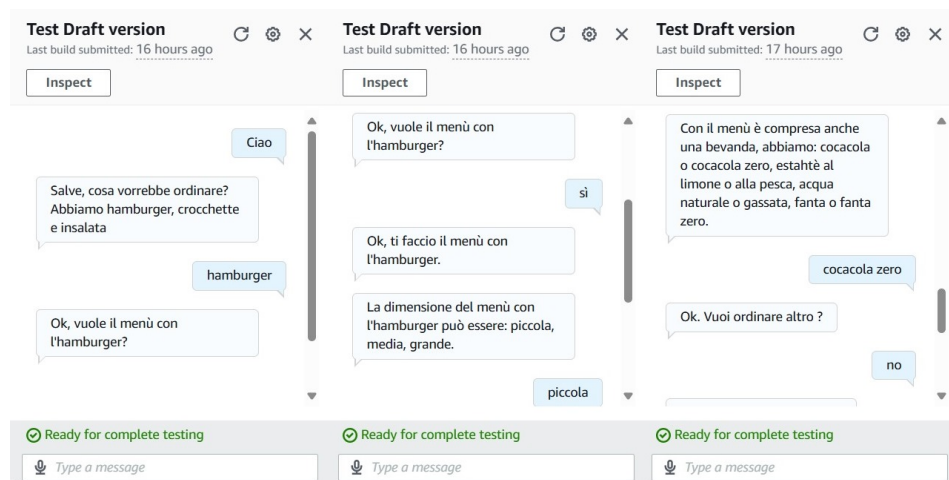 Test Draft version
Last build submitted: 16 hours ago
Inspect
Ciao
Salve, cosa vorrebbe ordinare?
Abbiamo hamburger, crocchette
e insalata
hamburger
Ok, vuole il menù con
l'hamburger?
Ready for complete testing
Type a message
Test Draft version
Last build submitted: 16 hours ago
Inspect
Ok, vuole il menù con
l'hamburger?
sì
Ok, ti faccio il menù con
l'hamburger.
La dimensione del menù con
l'hamburger può essere: piccola,
media, grande.
piccola
Ready for complete testing
Type a message
Test Draft version
Last build submitted: 17 hours ago
Inspect
Con il menù è compresa anche
una bevanda, abbiamo: cocacola
o cocacola zero, estahtè al
limone o alla pesca, acqua
naturale o gassata, fanta o fanta
zero.
cocacola zero
Ok. Vuoi ordinare altro ?
no
Ready for complete testing
Type a message